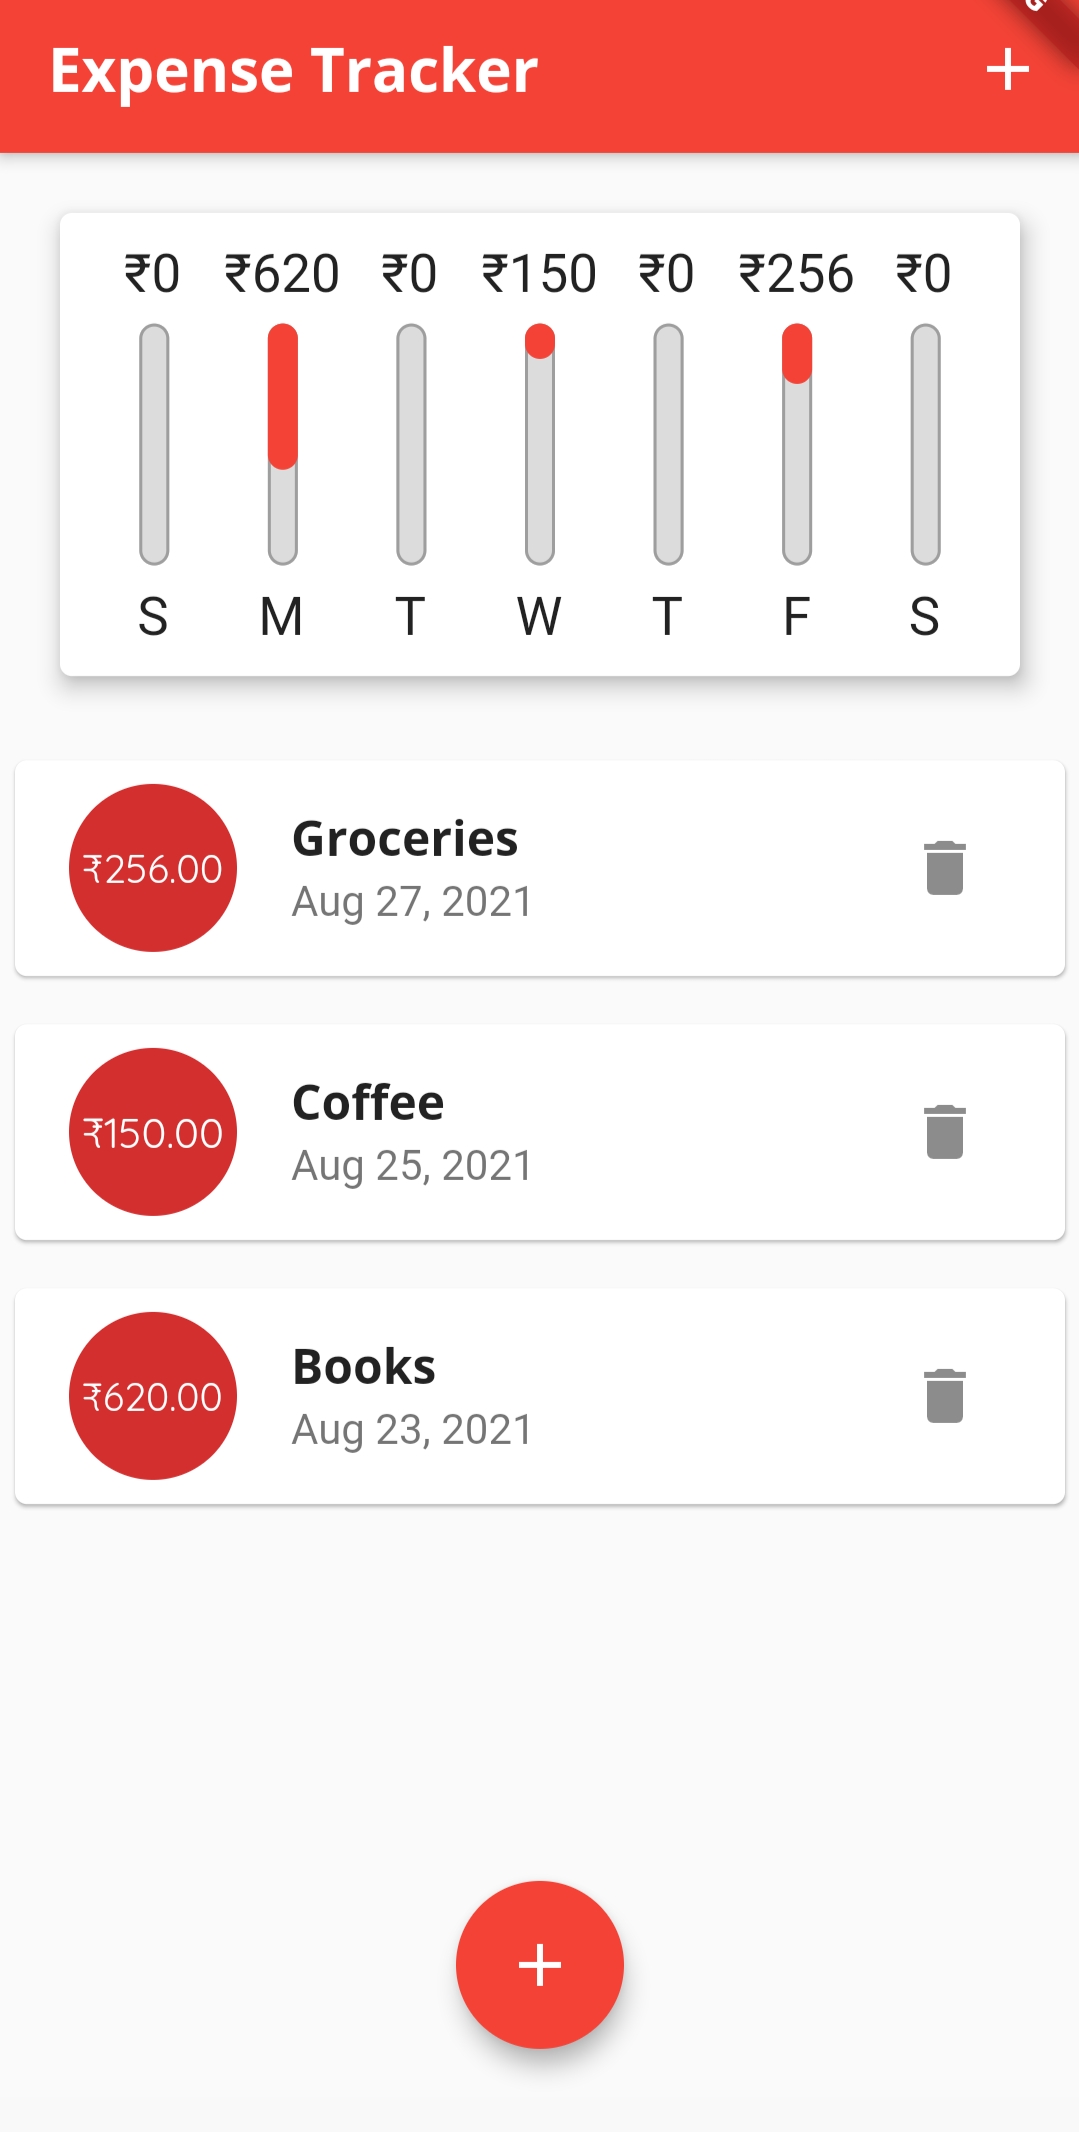 Expense Tracker
₹0 ₹620 ₹0 ₹150 ₹0 ₹256 ₹0
S M T W T F S
₹256.00
Groceries
Aug 27, 2021
₹150.00
Coffee
Aug 25, 2021
₹620.00
Books
Aug 23, 2021